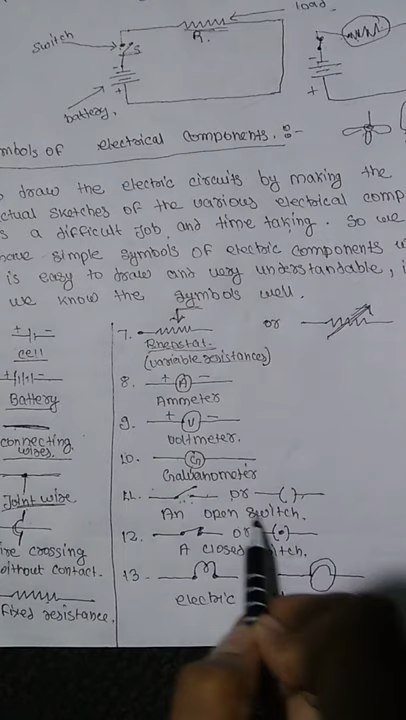 load.
switch
S
R.
+
battery.
+
mbols of electrical components. :-
draw the electric circuits by making the
ctual sketches of the various electrical comp
s a difficult job, and time taking. So we
have simple symbols of electric components
is easy to draw and very understandable, i
we know the symbols well.
+ -
cell
+ -
Battery
connecting wires.
Joint wire
ire crossing
without contact.
Fixed resistance.
7. or
Rheostat.
(variable resistances)
8. + A -
Ammeter
9. + V -
Voltmeter.
10. G
Galvanometer
11. or ( )
An open switch.
12. or (•)
A closed itch.
13.
electric